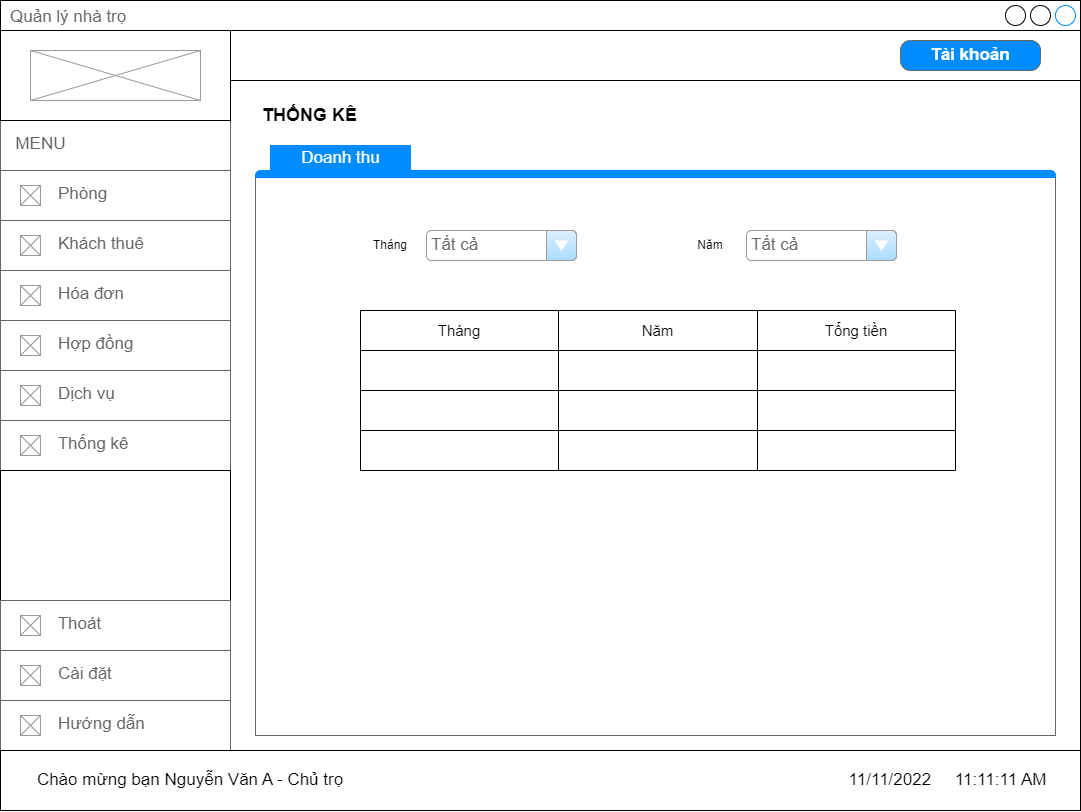 Quản lý nhà trọ
Tài khoản
MENU
Phòng
Khách thuê
Hóa đơn
Hợp đồng
Dịch vụ
Thống kê
Thoát
Cài đặt
Hướng dẫn
THỐNG KÊ
Doanh thu
Tháng Tất cả Năm Tất cả
Tháng Năm Tổng tiền
Chào mừng bạn Nguyễn Văn A - Chủ trọ 11/11/2022 11:11:11 AM